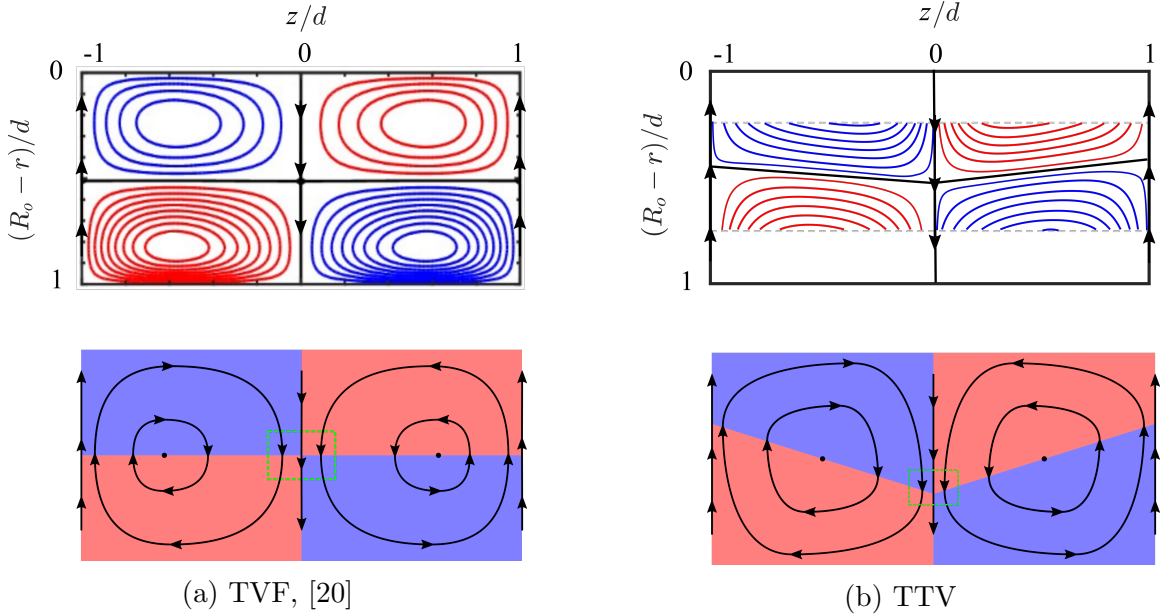 z/d
-1 0 1
0
(R_o − r)/d
1
z/d
-1 0 1
0
(R_o − r)/d
1
(a) TVF, [20]
(b) TTV